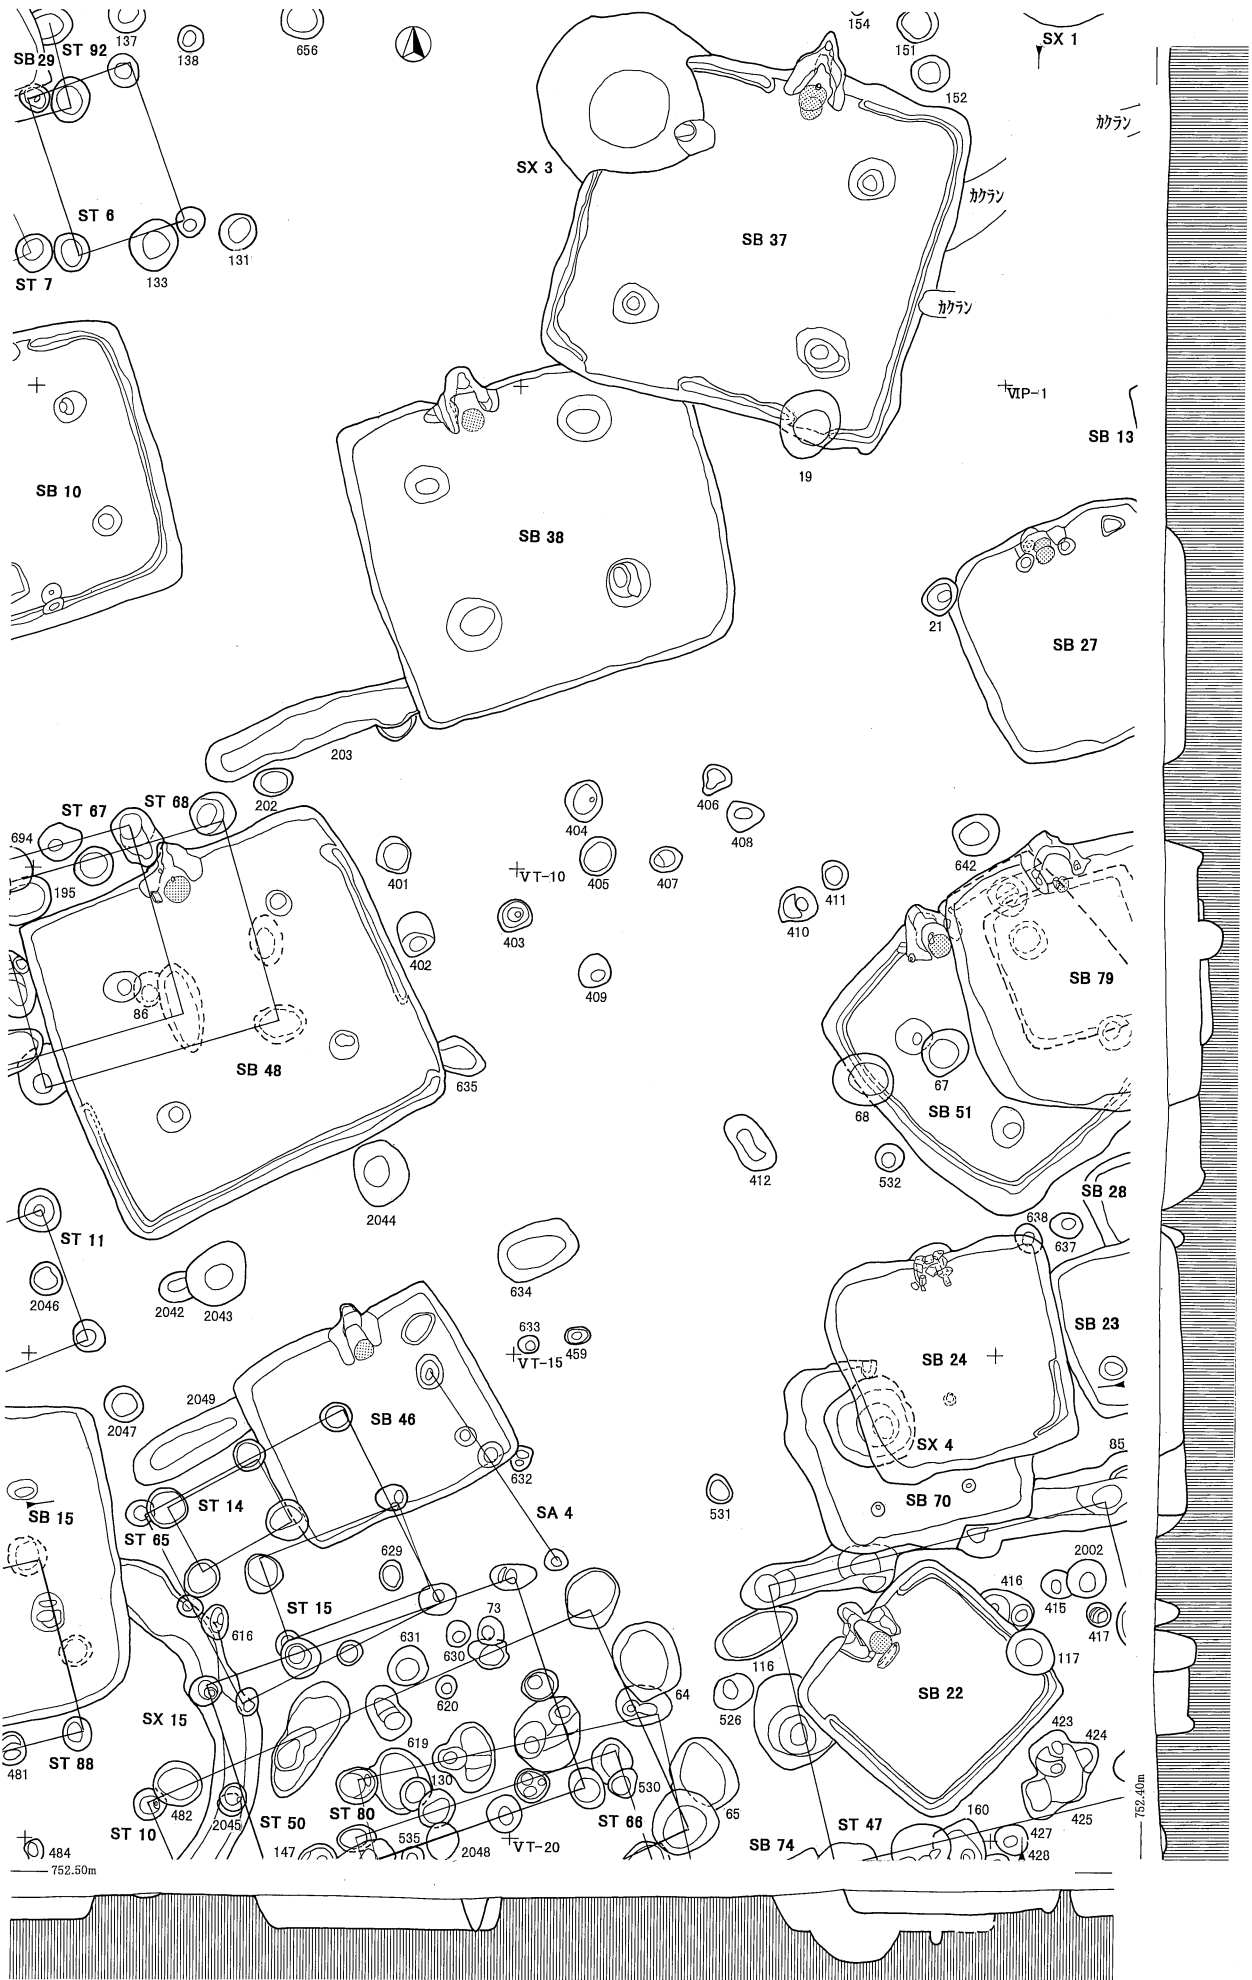 137
138
656
154
151
152
SX 1
SB 29
ST 92
カクラン
SX 3
カクラン
ST 6
131
133
ST 7
SB 37
カクラン
VIP-1
SB 13
19
SB 10
SB 38
21
SB 27
203
202
ST 67
ST 68
694
195
401
404
405
406
408
407
642
VT-10
411
410
403
402
409
86
SB 48
SB 79
635
67
68
SB 51
412
532
2044
SB 28
638
637
ST 11
2046
2042
2043
634
633
459
VT-15
SB 23
SB 24
2047
2049
SB 46
SX 4
85
632
SB 15
ST 14
ST 65
SA 4
531
SB 70
629
2002
416
415
417
ST 15
616
73
631
630
116
117
SX 15
620
64
526
SB 22
423
424
481
ST 88
619
130
530
425
482
2045
ST 50
ST 80
65
ST 10
ST 66
ST 47
160
427
428
484
147
535
2048
VT-20
SB 74
752.50m
752.40m